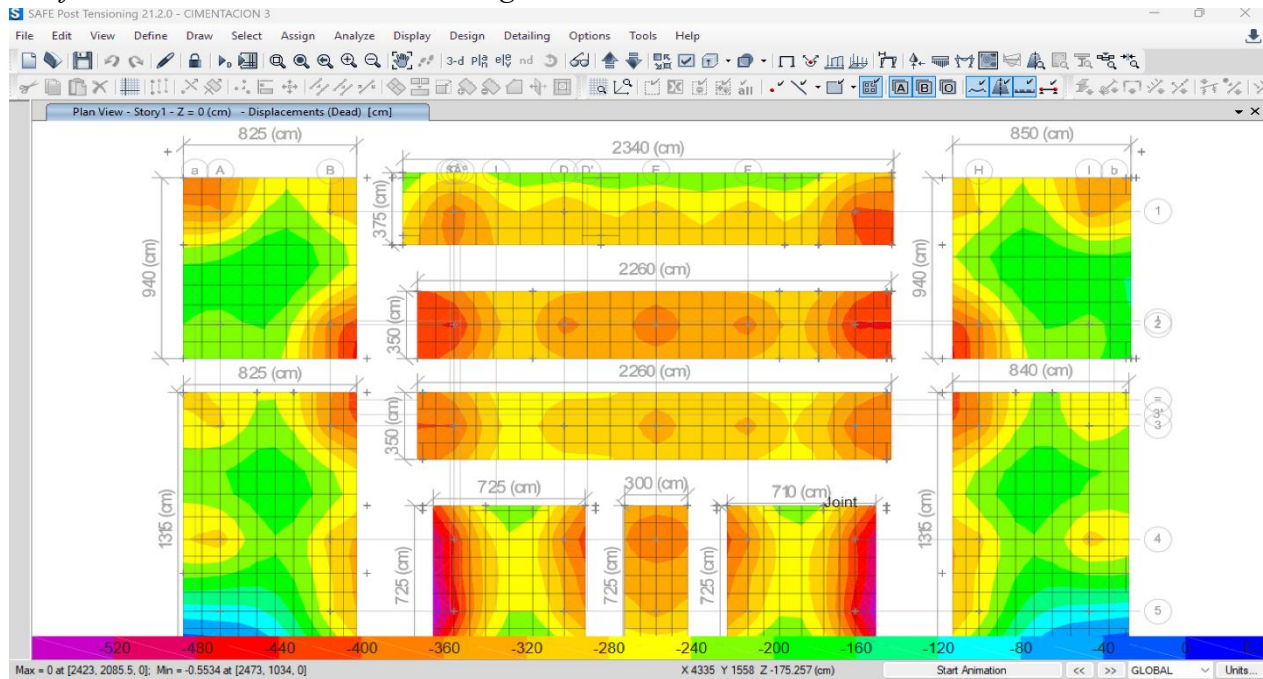 SAFE Post Tensioning 21.2.0 - CIMENTACION 3
File Edit View Define Draw Select Assign Analyze Display Design Detailing Options Tools Help
3-d nd all
Plan View - Story1 - Z = 0 (cm) - Displacements (Dead) [cm]
825 (cm) 2340 (cm) 850 (cm)
a A B D D' E F H I b
375 (cm) 1
940 (cm) 940 (cm)
2260 (cm)
350 (cm) 2
825 (cm) 2260 (cm) 840 (cm)
350 (cm) 3' 3
725 (cm) 300 (cm) 710 (cm) Joint
1315 (cm) 725 (cm) 725 (cm) 725 (cm) 1315 (cm) 4
5
-520 -480 -440 -400 -360 -320 -280 -240 -200 -160 -120 -80 -40 0
Max = 0 at [2423, 2085.5, 0]; Min = -0.5534 at [2473, 1034, 0] X 4335 Y 1558 Z -175.257 (cm) Start Animation << >> GLOBAL Units...